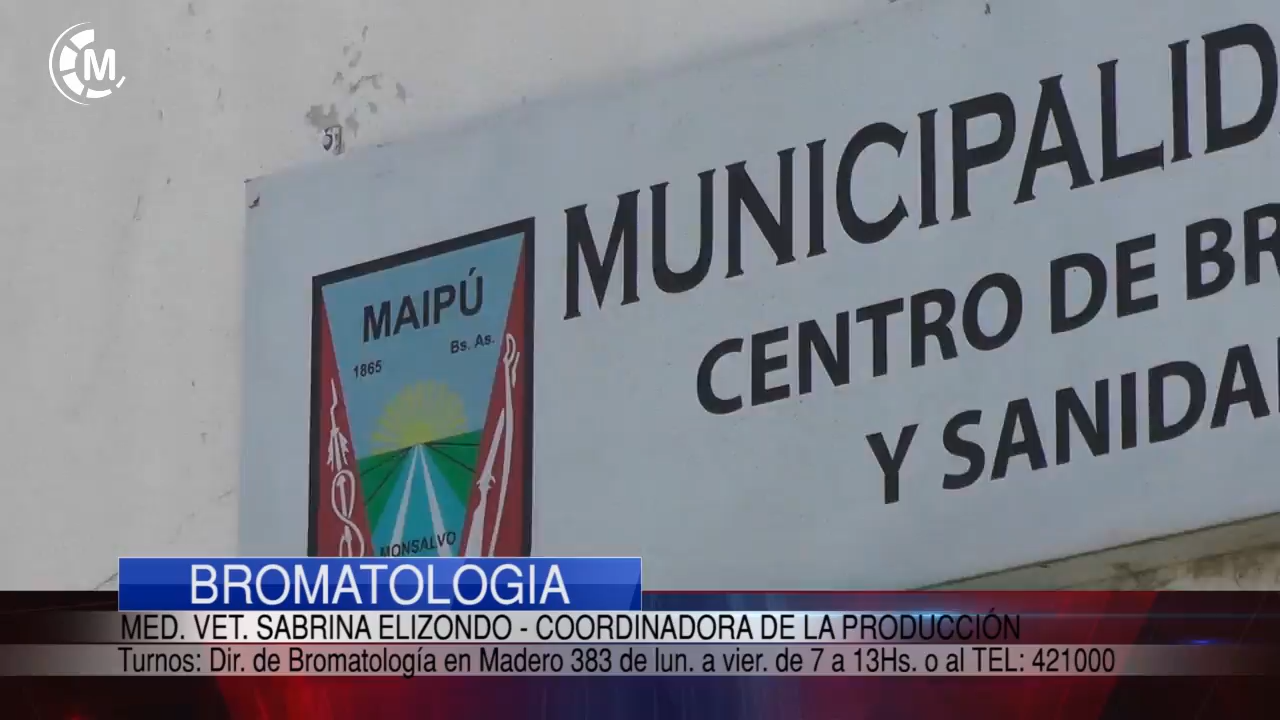 M
MUNICIPALID
CENTRO DE BR
Y SANIDA
MAIPÚ
1865
Bs. As.
MONSALVO
BROMATOLOGIA
MED. VET. SABRINA ELIZONDO - COORDINADORA DE LA PRODUCCIÓN
Turnos: Dir. de Bromatología en Madero 383 de lun. a vier. de 7 a 13Hs. o al TEL: 421000